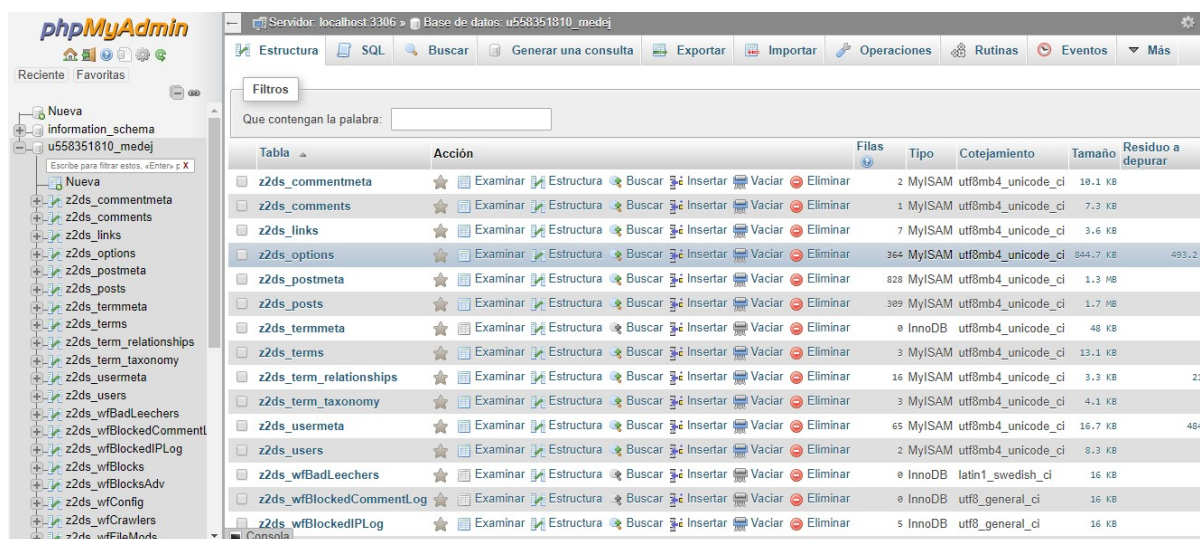 phpMyAdmin
Reciente Favoritas
Nueva
information_schema
u558351810_medej
Escribe para filtrar estos, «Enter» p X
Nueva
z2ds_commentmeta
z2ds_comments
z2ds_links
z2ds_options
z2ds_postmeta
z2ds_posts
z2ds_termmeta
z2ds_terms
z2ds_term_relationships
z2ds_term_taxonomy
z2ds_usermeta
z2ds_users
z2ds_wfBadLeechers
z2ds_wfBlockedCommentL
z2ds_wfBlockedIPLog
z2ds_wfBlocks
z2ds_wfBlocksAdv
z2ds_wfConfig
z2ds_wfCrawlers
z2ds_wfFileMods
Servidor: localhost:3306 » Base de datos: u558351810_medej
Estructura SQL Buscar Generar una consulta Exportar Importar Operaciones Rutinas Eventos Más
Filtros
Que contengan la palabra:
Tabla Acción Filas Tipo Cotejamiento Tamaño Residuo a depurar
z2ds_commentmeta Examinar Estructura Buscar Insertar Vaciar Eliminar 2 MyISAM utf8mb4_unicode_ci 10.1 KB
z2ds_comments Examinar Estructura Buscar Insertar Vaciar Eliminar 1 MyISAM utf8mb4_unicode_ci 7.3 KB
z2ds_links Examinar Estructura Buscar Insertar Vaciar Eliminar 7 MyISAM utf8mb4_unicode_ci 3.6 KB
z2ds_options Examinar Estructura Buscar Insertar Vaciar Eliminar 364 MyISAM utf8mb4_unicode_ci 844.7 KB 493.2
z2ds_postmeta Examinar Estructura Buscar Insertar Vaciar Eliminar 828 MyISAM utf8mb4_unicode_ci 1.3 MB
z2ds_posts Examinar Estructura Buscar Insertar Vaciar Eliminar 309 MyISAM utf8mb4_unicode_ci 1.7 MB
z2ds_termmeta Examinar Estructura Buscar Insertar Vaciar Eliminar 0 InnoDB utf8mb4_unicode_ci 48 KB
z2ds_terms Examinar Estructura Buscar Insertar Vaciar Eliminar 3 MyISAM utf8mb4_unicode_ci 13.1 KB
z2ds_term_relationships Examinar Estructura Buscar Insertar Vaciar Eliminar 16 MyISAM utf8mb4_unicode_ci 3.3 KB 21
z2ds_term_taxonomy Examinar Estructura Buscar Insertar Vaciar Eliminar 3 MyISAM utf8mb4_unicode_ci 4.1 KB
z2ds_usermeta Examinar Estructura Buscar Insertar Vaciar Eliminar 65 MyISAM utf8mb4_unicode_ci 16.7 KB 484
z2ds_users Examinar Estructura Buscar Insertar Vaciar Eliminar 2 MyISAM utf8mb4_unicode_ci 8.3 KB
z2ds_wfBadLeechers Examinar Estructura Buscar Insertar Vaciar Eliminar 0 InnoDB latin1_swedish_ci 16 KB
z2ds_wfBlockedCommentLog Examinar Estructura Buscar Insertar Vaciar Eliminar 0 InnoDB utf8_general_ci 16 KB
z2ds_wfBlockedIPLog Examinar Estructura Buscar Insertar Vaciar Eliminar 5 InnoDB utf8_general_ci 16 KB
Consola